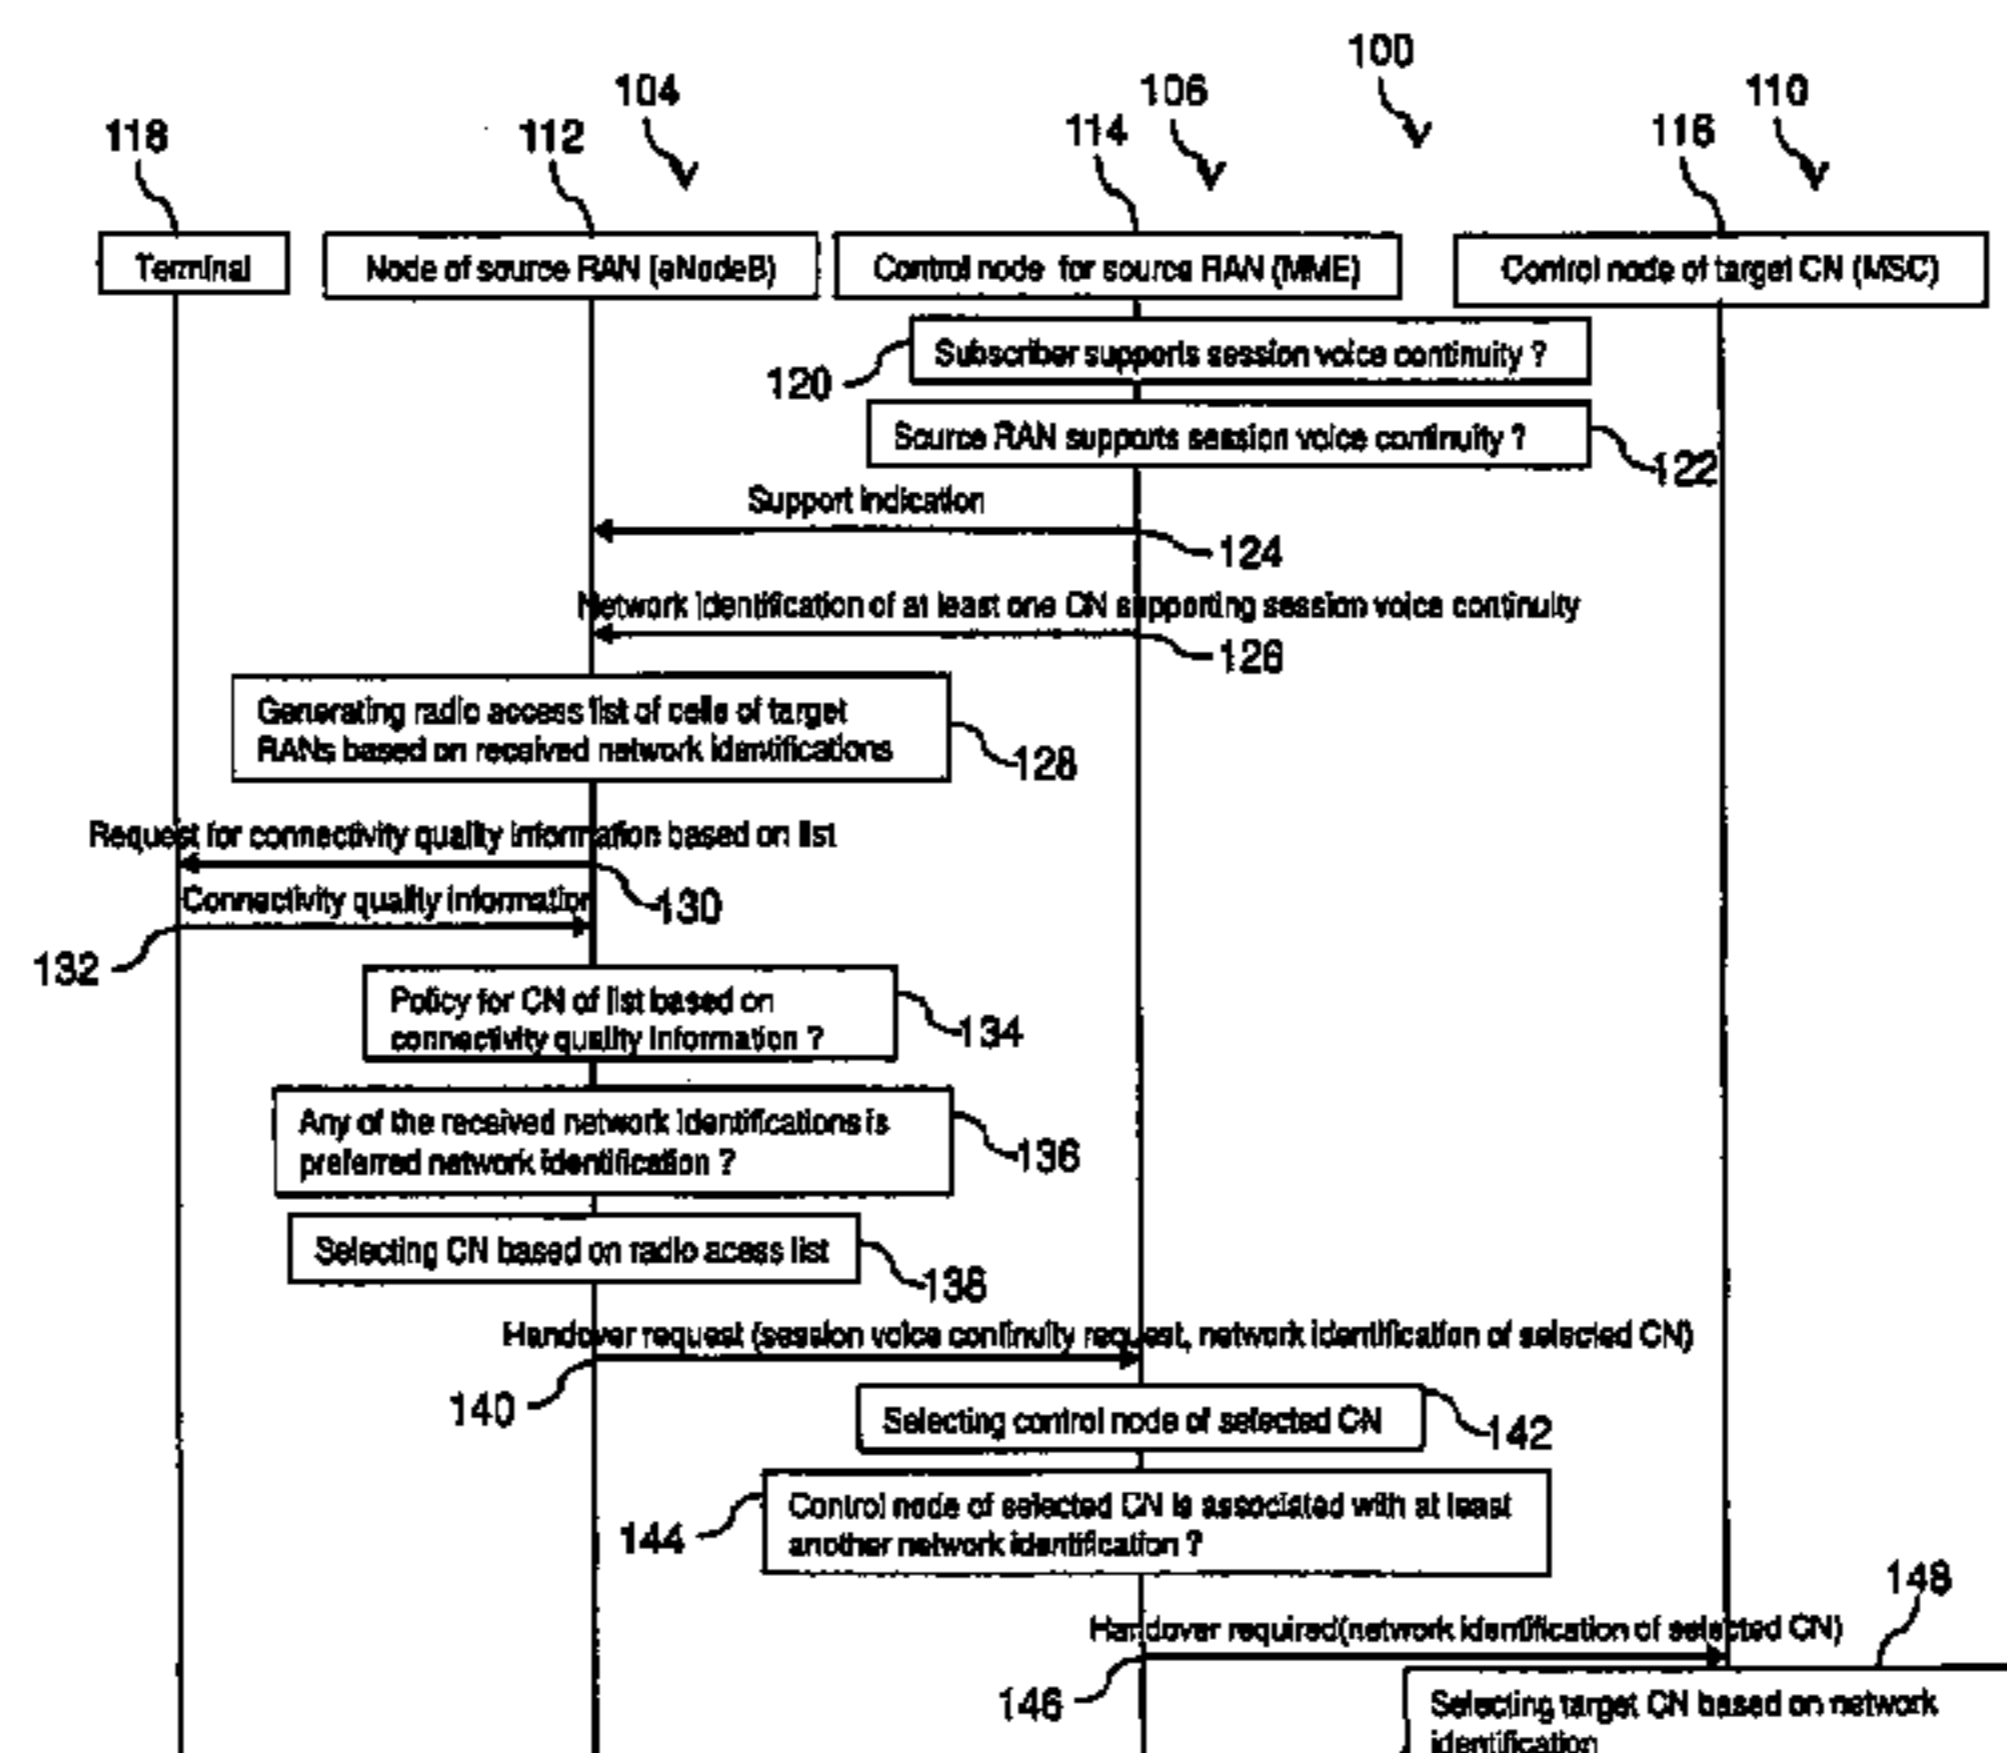 100
104
106
110
118
112
114
116
Terminal
Node of source RAN (eNodeB)
Control node for source RAN (MME)
Control node of target CN (MSC)
Subscriber supports session voice continuity ?
120
Source RAN supports session voice continuity ?
122
Support indication
124
Network identification of at least one CN supporting session voice continuity
126
Generating radio access list of cells of target
RANs based on received network identifications
128
Request for connectivity quality information based on list
130
Connectivity quality information
132
Policy for CN of list based on
connectivity quality information ?
134
Any of the received network identifications is
preferred network identification ?
136
Selecting CN based on radio acess list
138
Handover request (session voice continuity request, network identification of selected CN)
140
Selecting control node of selected CN
142
Control node of selected CN is associated with at least
another network identification ?
144
148
Handover required(network identification of selected CN)
146
Selecting target CN based on network
identification